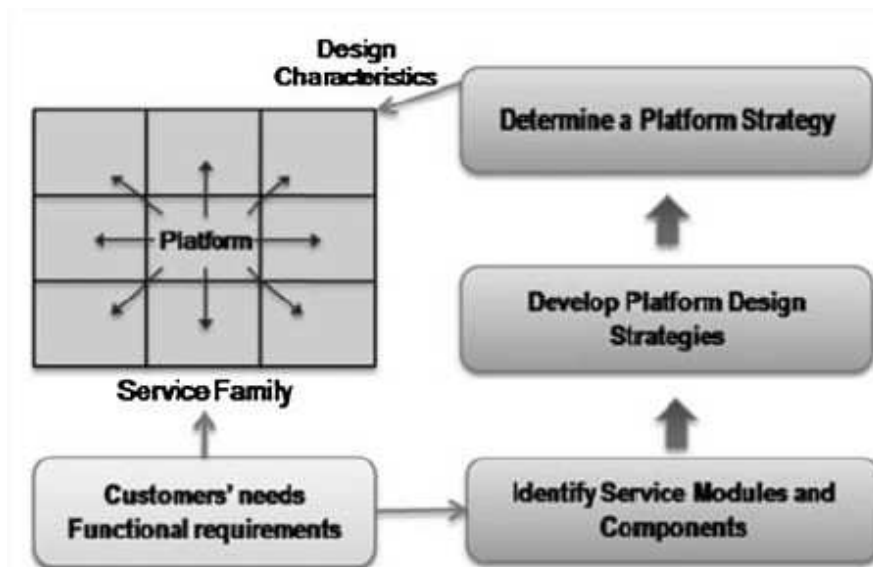 Design
Characteristics
Determine a Platform Strategy
Platform
Develop Platform Design
Strategies
Service Family
Customers' needs
Functional requirements
Identify Service Modules and
Components